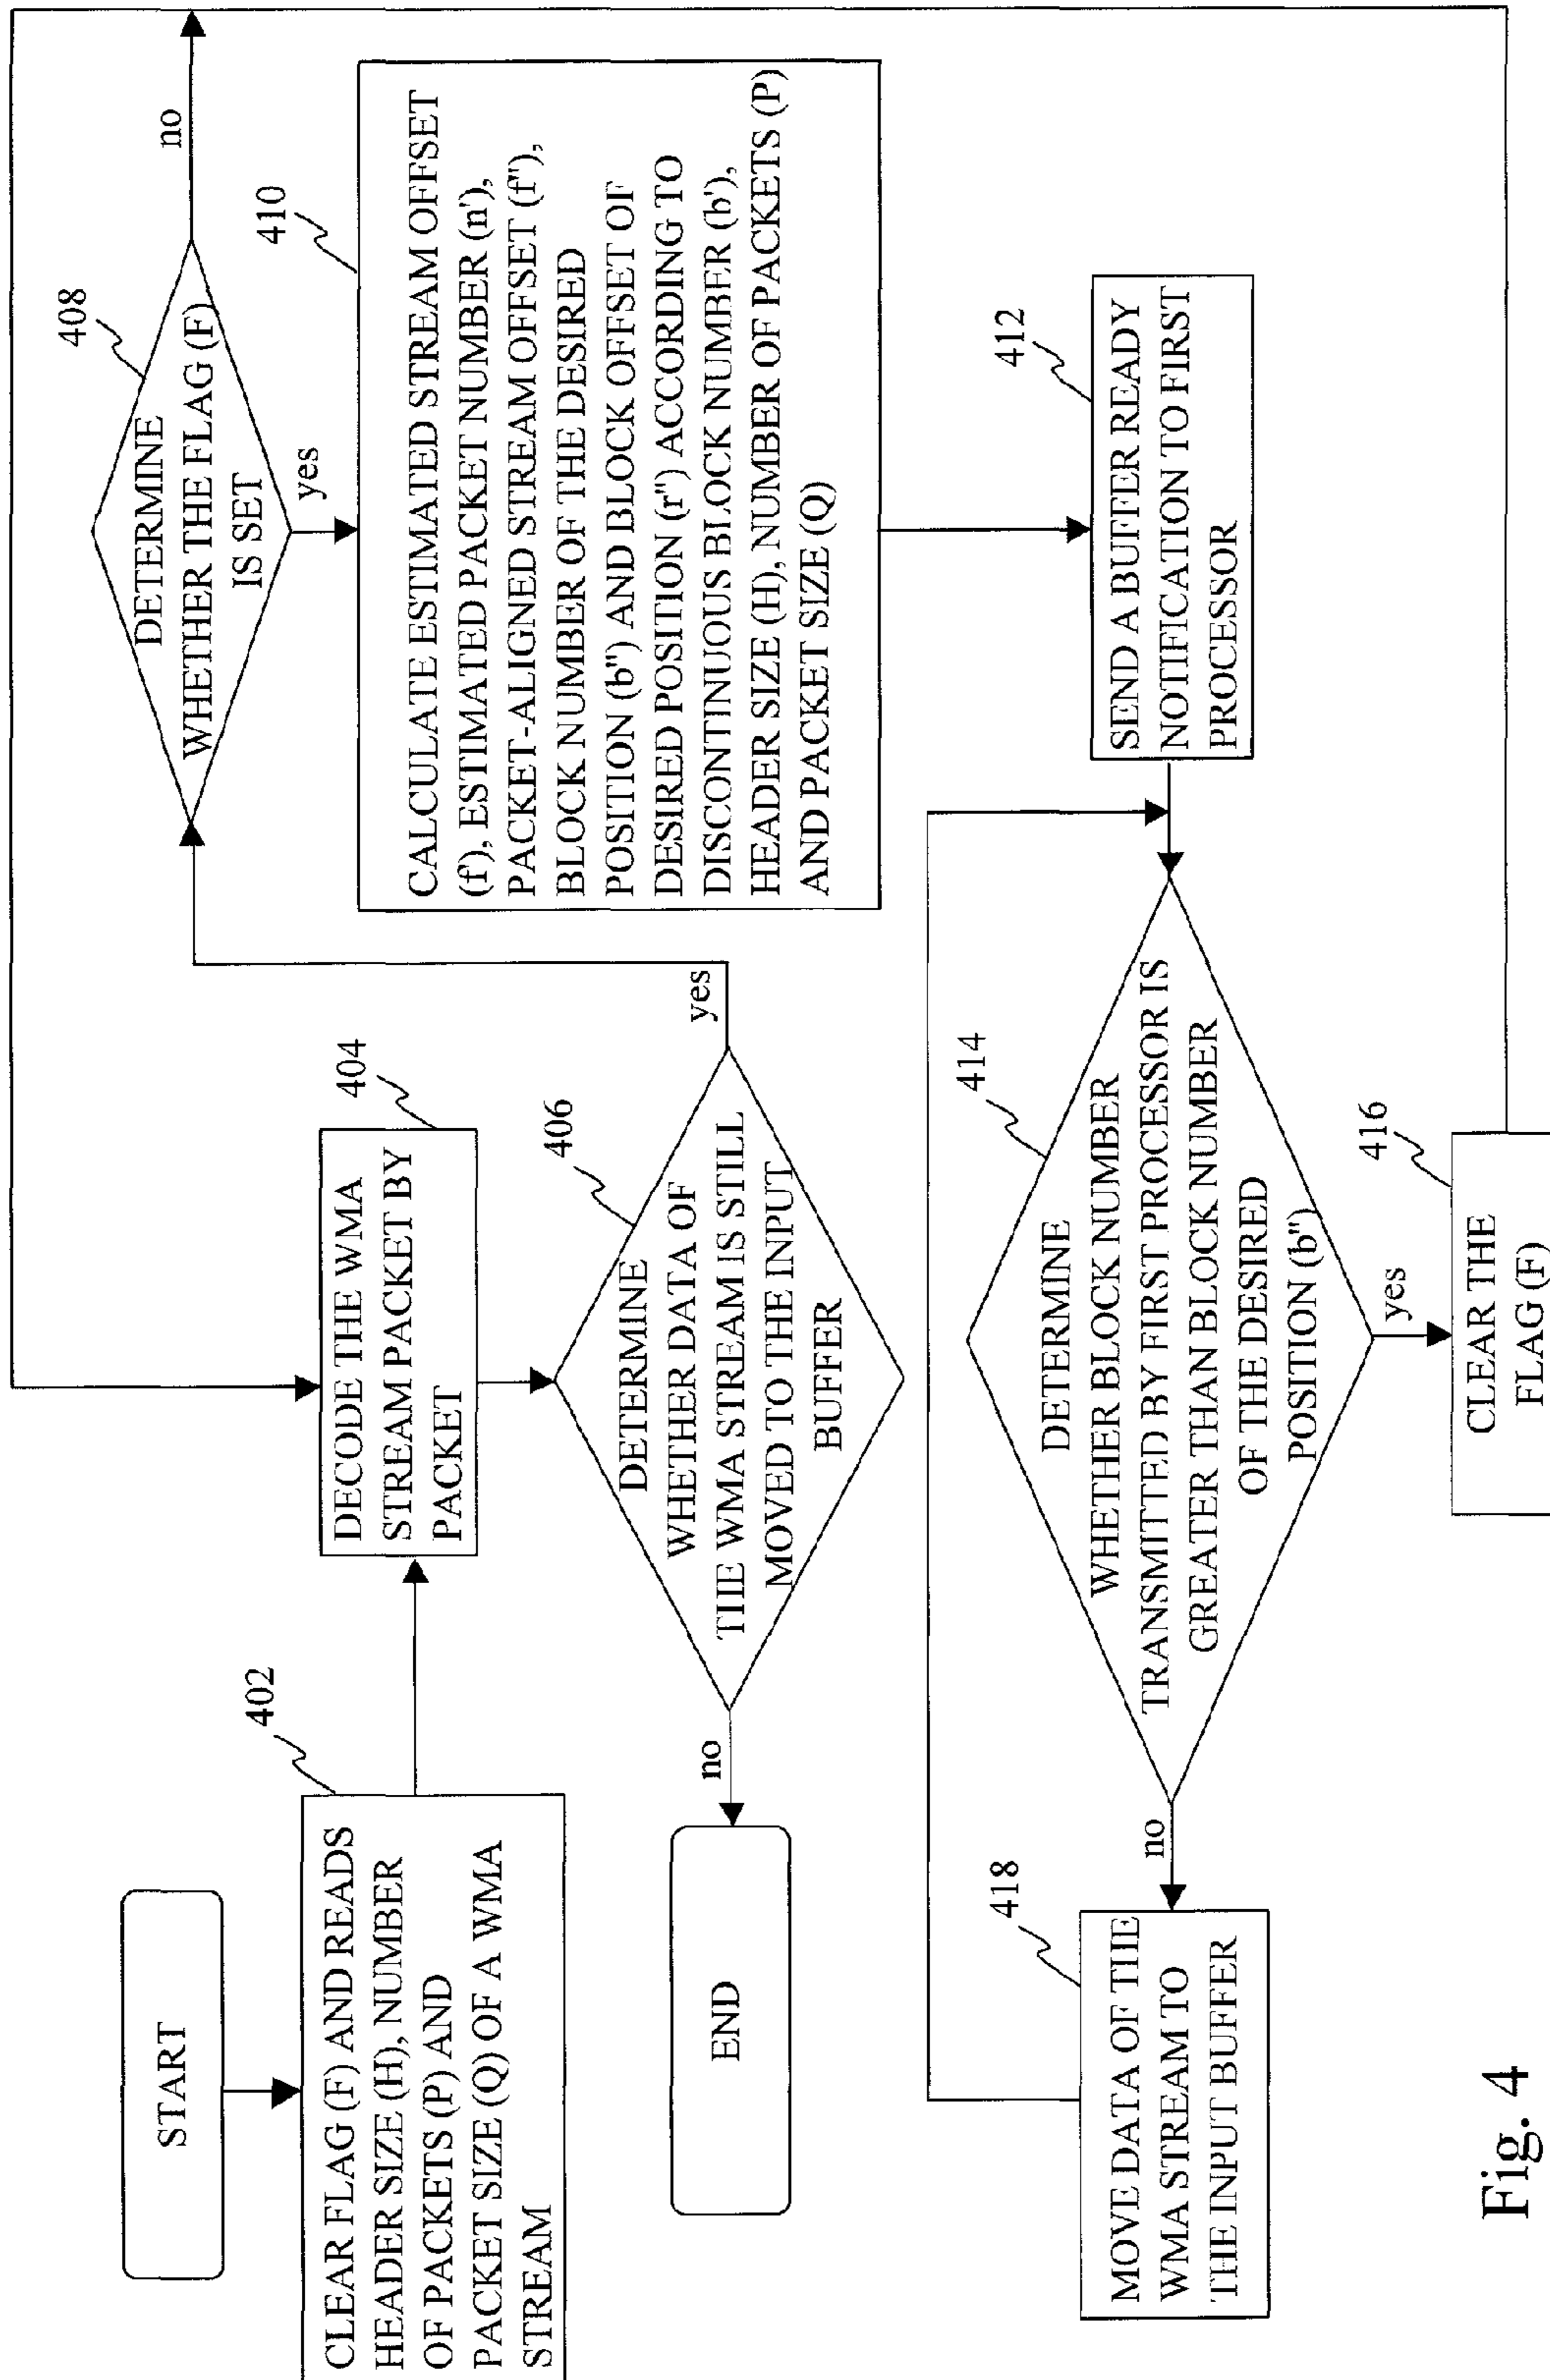 START
402
CLEAR FLAG (F) AND READS
HEADER SIZE (H), NUMBER
OF PACKETS (P) AND
PACKET SIZE (Q) OF A WMA
STREAM
404
DECODE THE WMA
STREAM PACKET BY
PACKET
406
DETERMINE
WHETHER DATA OF
THE WMA STREAM IS STILL
MOVED TO THE INPUT
BUFFER
no
yes
END
408
DETERMINE
WHETHER THE FLAG (F)
IS SET
no
yes
410
CALCULATE ESTIMATED STREAM OFFSET
(f'), ESTIMATED PACKET NUMBER (n'),
PACKET-ALIGNED STREAM OFFSET (f''),
BLOCK NUMBER OF THE DESIRED
POSITION (b'') AND BLOCK OFFSET OF
DESIRED POSITION (r'') ACCORDING TO
DISCONTINUOUS BLOCK NUMBER (b'),
HEADER SIZE (H), NUMBER OF PACKETS (P)
AND PACKET SIZE (Q)
412
SEND A BUFFER READY
NOTIFICATION TO FIRST
PROCESSOR
414
DETERMINE
WHETHER BLOCK NUMBER
TRANSMITTED BY FIRST PROCESSOR IS
GREATER THAN BLOCK NUMBER
OF THE DESIRED
POSITION (b'')
no
yes
416
CLEAR THE
FLAG (F)
418
MOVE DATA OF THE
WMA STREAM TO
THE INPUT BUFFER
Fig. 4